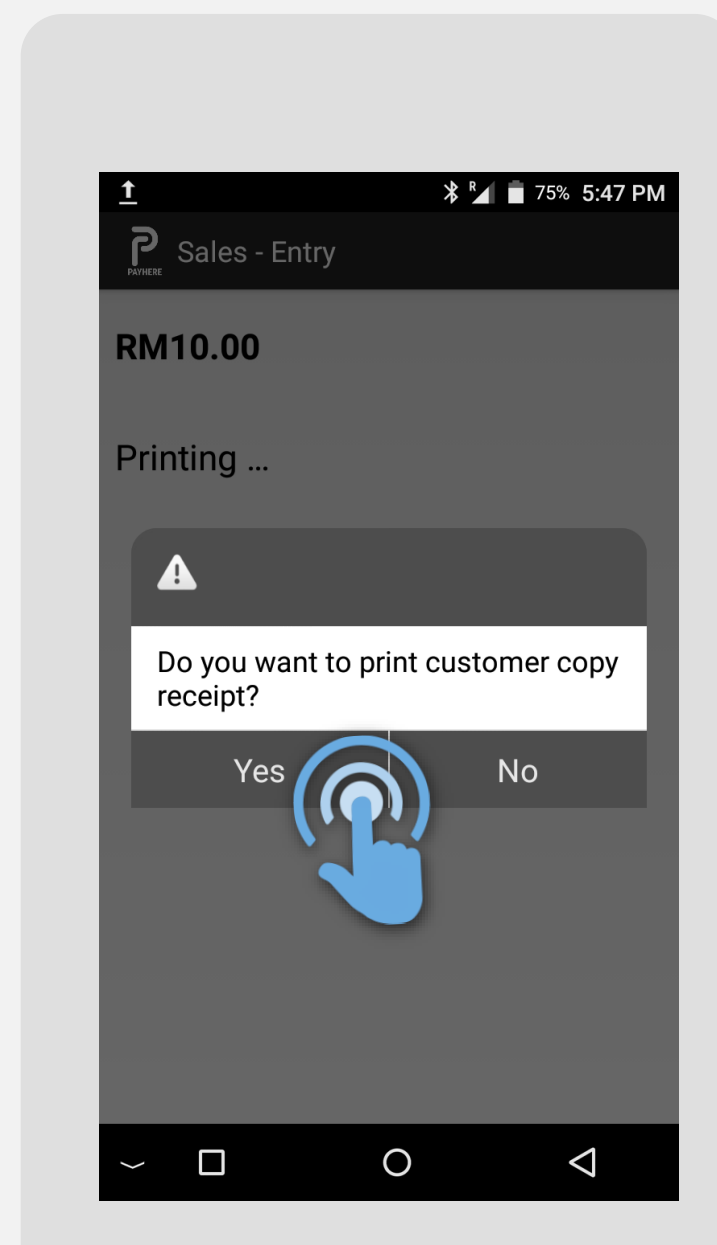 R 75% 5:47 PM
PAYHERE Sales - Entry
RM10.00
Printing …
Do you want to print customer copy
receipt?
Yes No